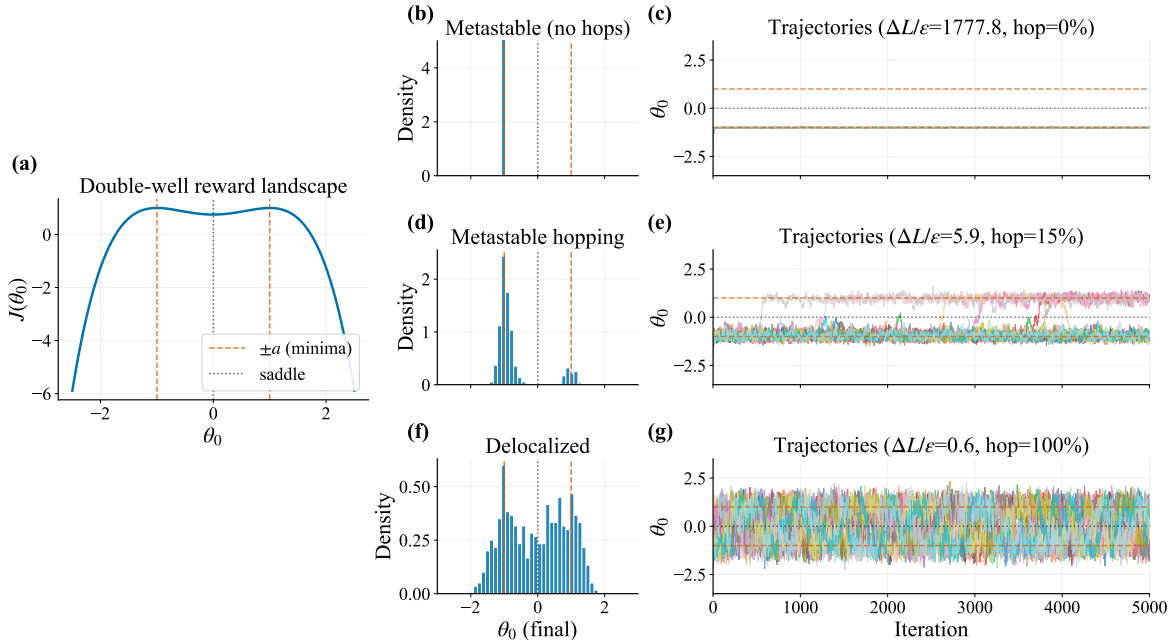 (a)
Double-well reward landscape
0
−2
−4
−6
J(θ₀)
−2
0
2
θ₀
±a (minima)
saddle
(b)
Metastable (no hops)
4
2
0
Density
(c)
Trajectories (ΔL/ε=1777.8, hop=0%)
2.5
0.0
−2.5
θ₀
(d)
Metastable hopping
2
1
0
Density
(e)
Trajectories (ΔL/ε=5.9, hop=15%)
2.5
0.0
−2.5
θ₀
(f)
Delocalized
0.50
0.25
0.00
Density
−2
0
2
θ₀ (final)
(g)
Trajectories (ΔL/ε=0.6, hop=100%)
2.5
0.0
−2.5
θ₀
0
1000
2000
3000
4000
5000
Iteration